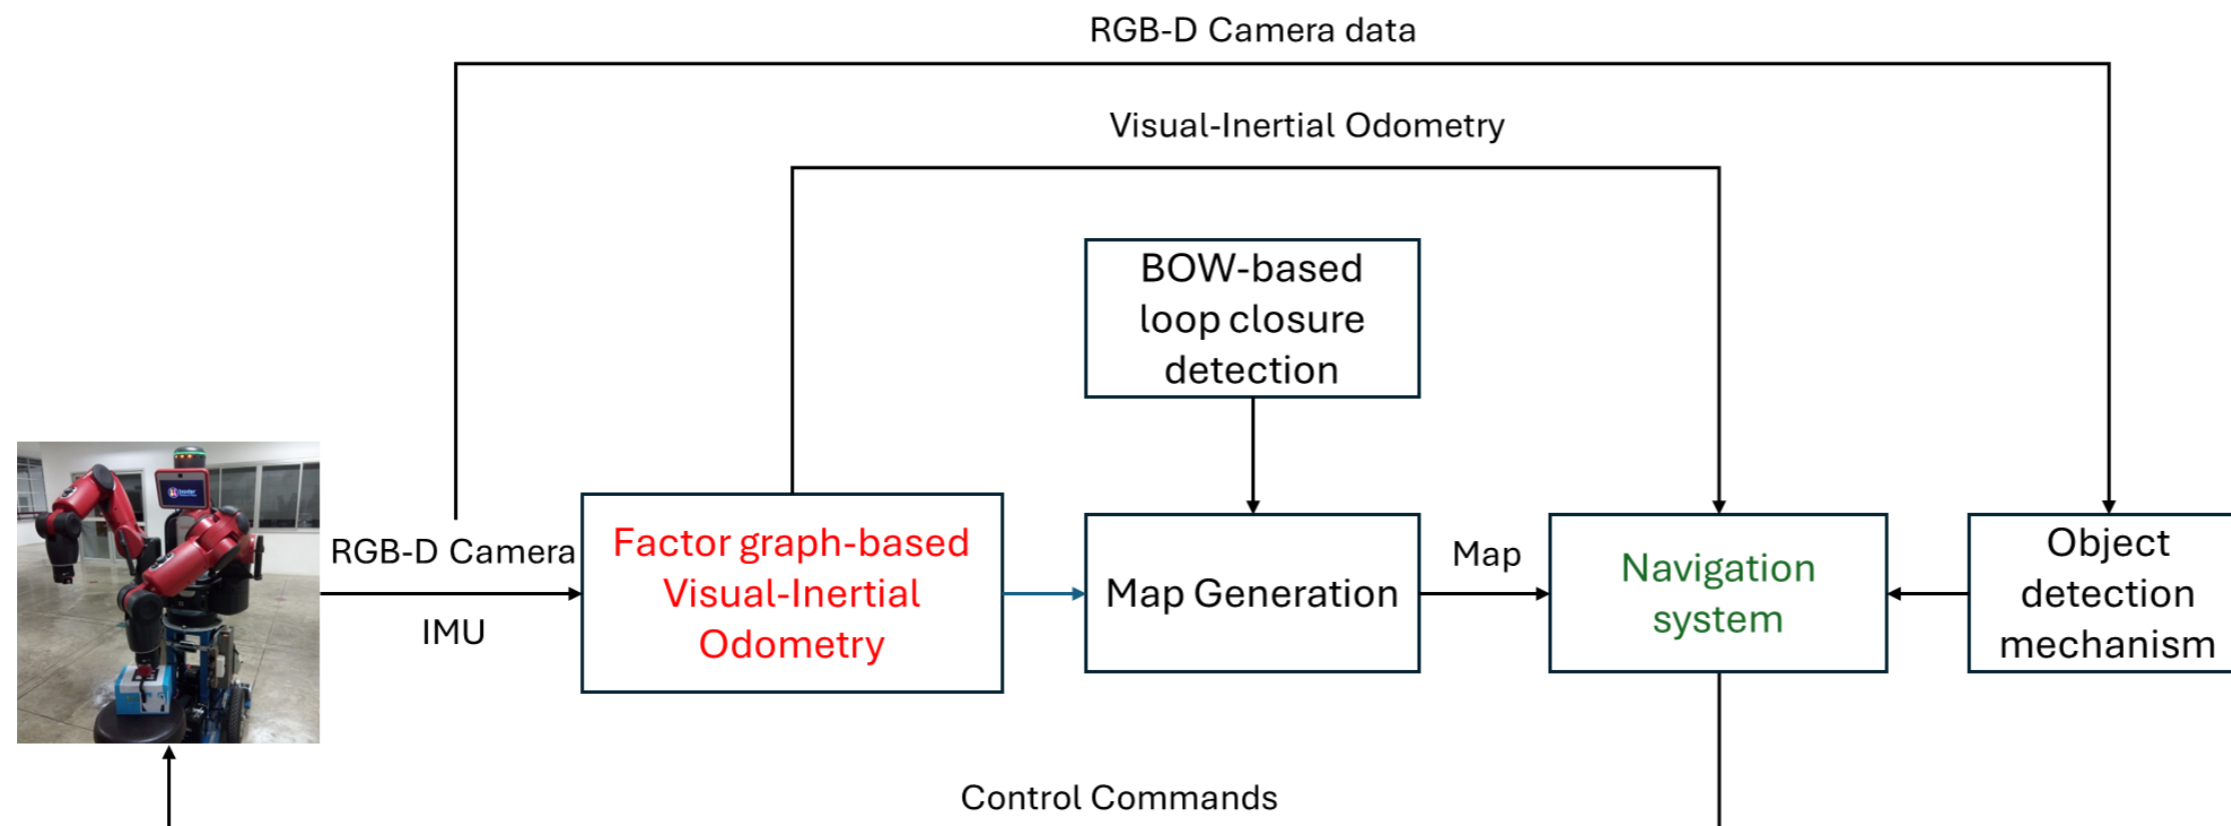 RGB-D Camera data
Visual-Inertial Odometry
BOW-based
loop closure
detection
RGB-D Camera
IMU
Factor graph-based
Visual-Inertial
Odometry
Map Generation
Map
Navigation
system
Object
detection
mechanism
Control Commands